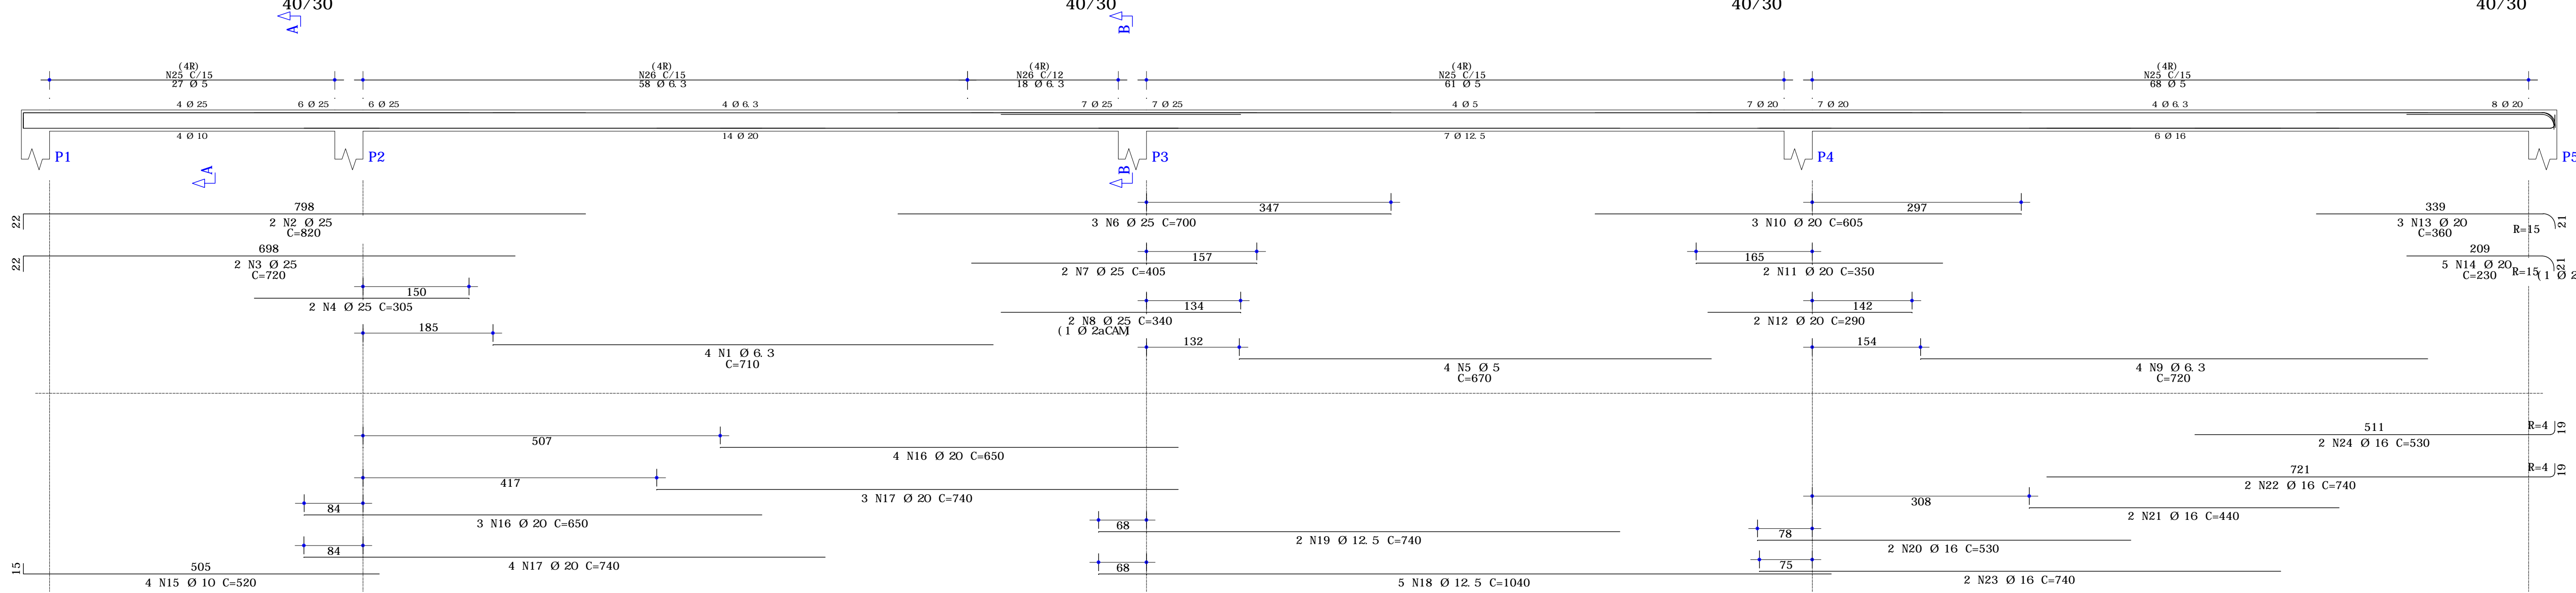 40/30 40/30 40/30 40/30
A B
(4R) (4R) (4R) (4R) (4R)
N25 C/15 N26 C/15 N26 C/12 N25 C/15 N25 C/15
27 Ø 5 58 Ø 6.3 18 Ø 6.3 61 Ø 5 68 Ø 5
4 Ø 25 6 Ø 25 6 Ø 25 4 Ø 6.3 7 Ø 25 7 Ø 25 4 Ø 5 7 Ø 20 7 Ø 20 4 Ø 6.3 8 Ø 20
4 Ø 10 14 Ø 20 7 Ø 12.5 6 Ø 16
P1 P2 P3 P4 P5
A B
22 798 347 297 339 21
2 N2 Ø 25 3 N6 Ø 25 C=700 3 N10 Ø 20 C=605 3 N13 Ø 20
C=820 C=360 R=15
22 698 157 165 209 21
2 N3 Ø 25 2 N7 Ø 25 C=405 2 N11 Ø 20 C=350 5 N14 Ø 20
C=720 C=230 R=15 (1 Ø 2
150 134 142
2 N4 Ø 25 C=305 2 N8 Ø 25 C=340 2 N12 Ø 20 C=290
(1 Ø 2aCAM)
185 132 154
4 N1 Ø 6.3 4 N5 Ø 5 4 N9 Ø 6.3
C=710 C=670 C=720
507 511 R=4 19
4 N16 Ø 20 C=650 2 N24 Ø 16 C=530
417 721 R=4 19
3 N17 Ø 20 C=740 2 N22 Ø 16 C=740
84 308
3 N16 Ø 20 C=650 2 N21 Ø 16 C=440
68 78
2 N19 Ø 12.5 C=740 2 N20 Ø 16 C=530
84 75
4 N17 Ø 20 C=740 2 N23 Ø 16 C=740
15 505 68
4 N15 Ø 10 C=520 5 N18 Ø 12.5 C=1040